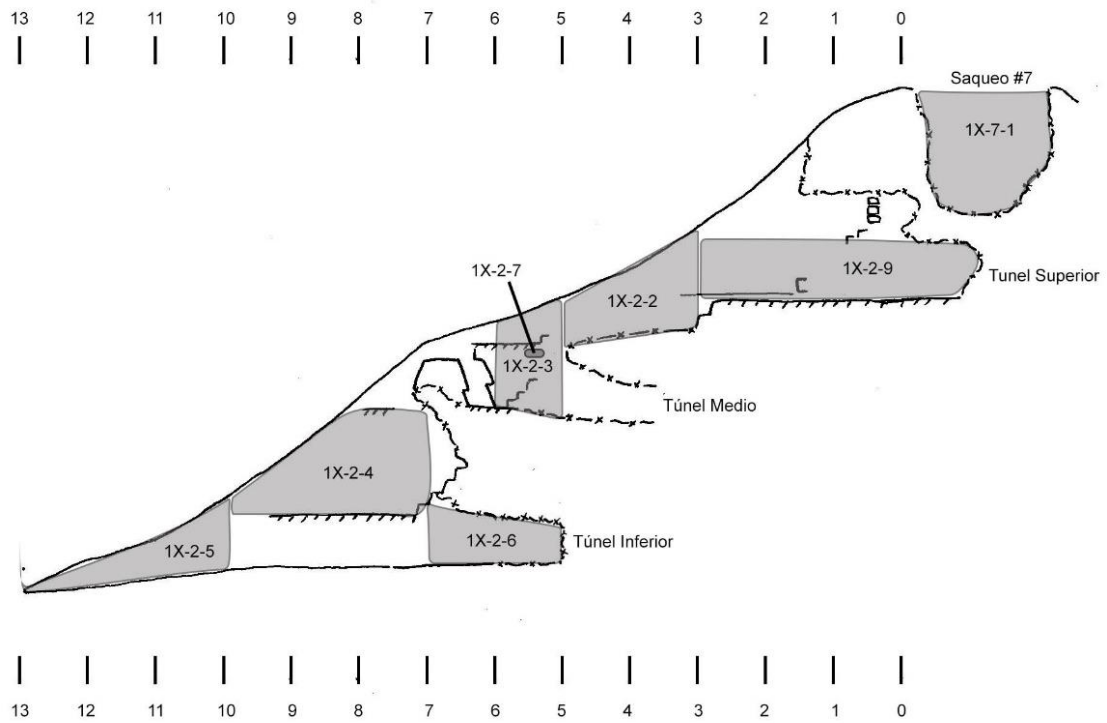 13 12 11 10 9 8 7 6 5 4 3 2 1 0
Saqueo #7
1X-7-1
1X-2-7
1X-2-9
Tunel Superior
1X-2-2
1X-2-3
Túnel Medio
1X-2-4
1X-2-6
Túnel Inferior
1X-2-5
13 12 11 10 9 8 7 6 5 4 3 2 1 0